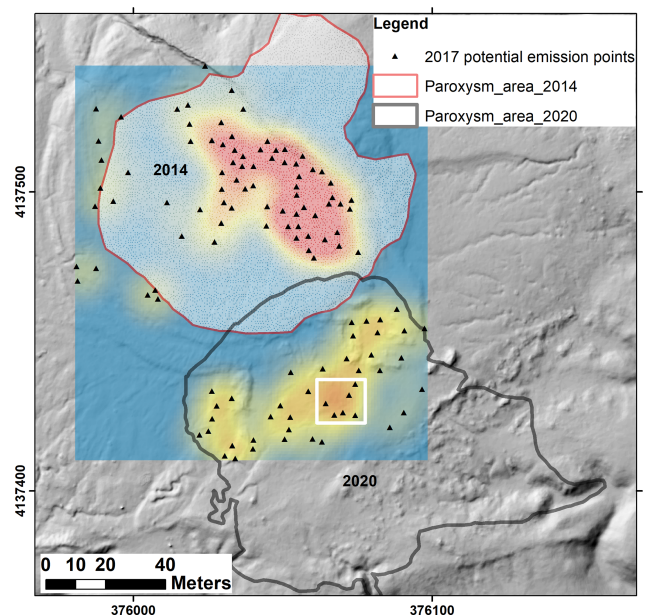 Legend
2017 potential emission points
Paroxysm_area_2014
Paroxysm_area_2020
2014
4137500
4137400
2020
0 10 20 40
Meters
376000 376100